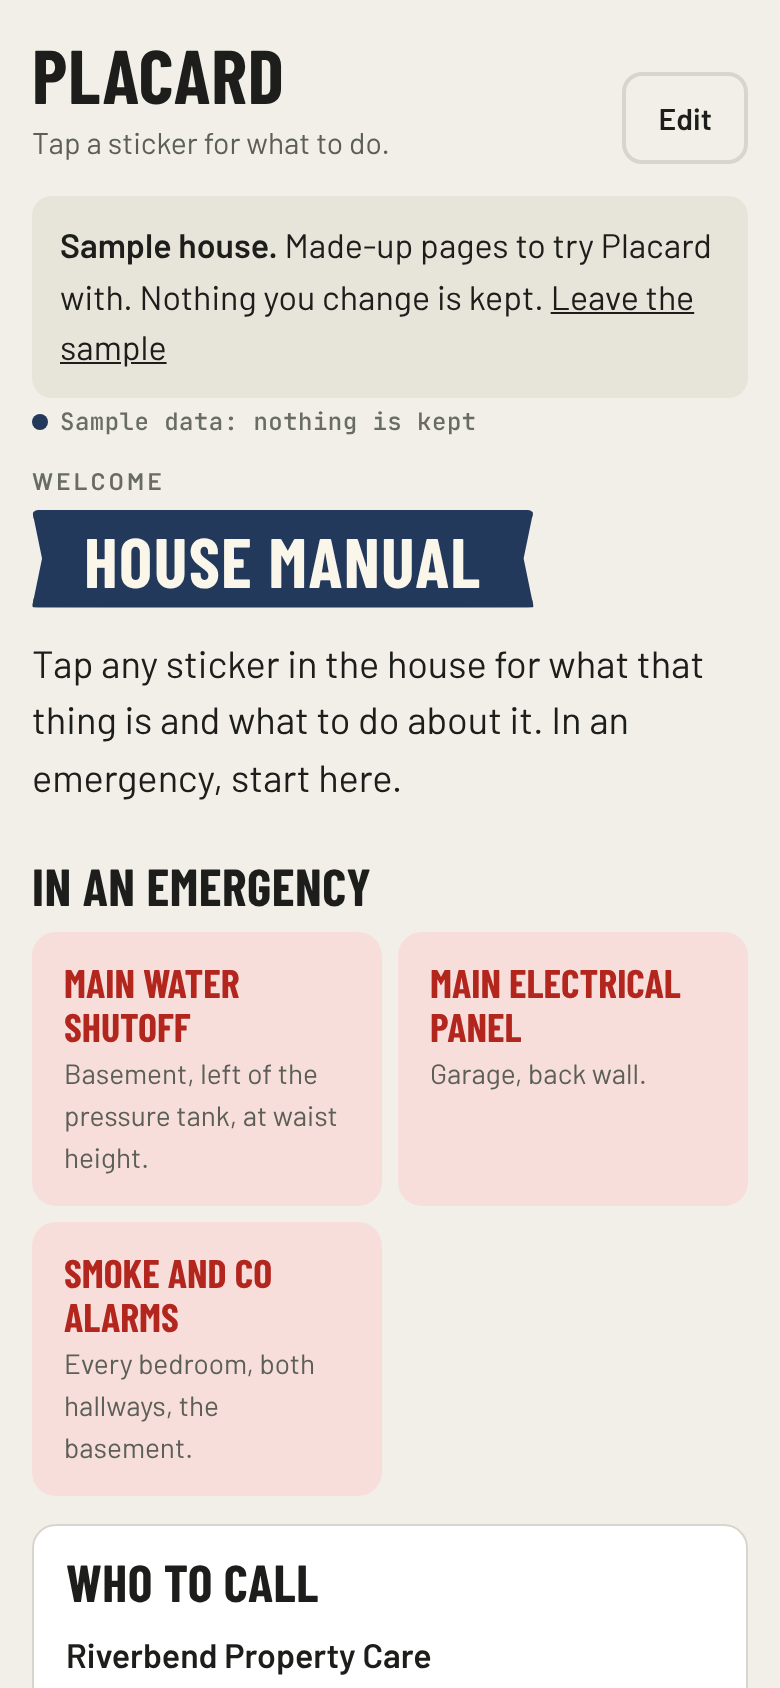 PLACARD
Tap a sticker for what to do.
Edit
Sample house. Made-up pages to try Placard
with. Nothing you change is kept. Leave the
sample
Sample data: nothing is kept
WELCOME
HOUSE MANUAL
Tap any sticker in the house for what that
thing is and what to do about it. In an
emergency, start here.
IN AN EMERGENCY
MAIN WATER
SHUTOFF
Basement, left of the
pressure tank, at waist
height.
MAIN ELECTRICAL
PANEL
Garage, back wall.
SMOKE AND CO
ALARMS
Every bedroom, both
hallways, the
basement.
WHO TO CALL
Riverbend Property Care